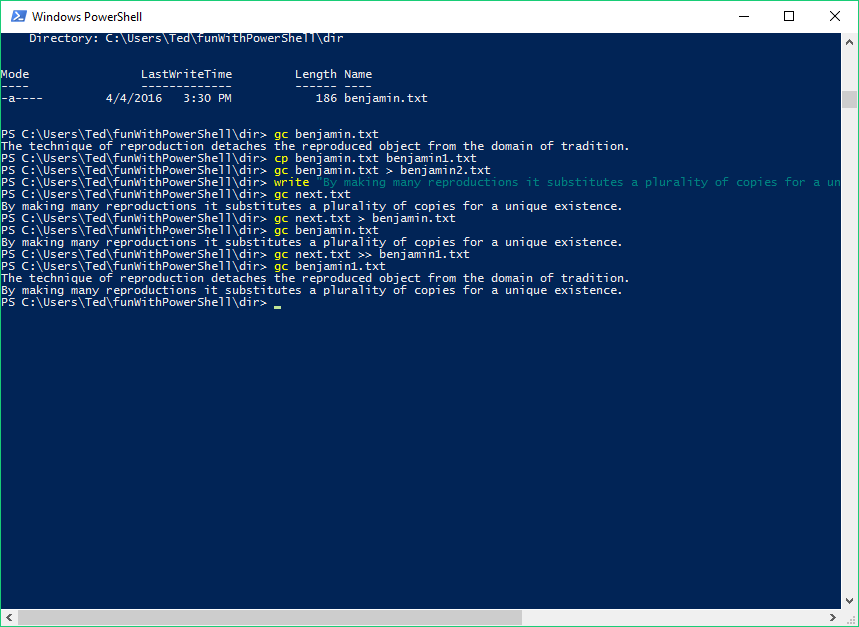 Windows PowerShell
Directory: C:\Users\Ted\funWithPowerShell\dir
Mode LastWriteTime Length Name
---- ------------- ------ ----
-a---- 4/4/2016 3:30 PM 186 benjamin.txt
PS C:\Users\Ted\funWithPowerShell\dir> gc benjamin.txt
The technique of reproduction detaches the reproduced object from the domain of tradition.
PS C:\Users\Ted\funWithPowerShell\dir> cp benjamin.txt benjamin1.txt
PS C:\Users\Ted\funWithPowerShell\dir> gc benjamin.txt > benjamin2.txt
PS C:\Users\Ted\funWithPowerShell\dir> write "By making many reproductions it substitutes a plurality of copies for a un
PS C:\Users\Ted\funWithPowerShell\dir> gc next.txt
By making many reproductions it substitutes a plurality of copies for a unique existence.
PS C:\Users\Ted\funWithPowerShell\dir> gc next.txt > benjamin.txt
PS C:\Users\Ted\funWithPowerShell\dir> gc benjamin.txt
By making many reproductions it substitutes a plurality of copies for a unique existence.
PS C:\Users\Ted\funWithPowerShell\dir> gc next.txt >> benjamin1.txt
PS C:\Users\Ted\funWithPowerShell\dir> gc benjamin1.txt
The technique of reproduction detaches the reproduced object from the domain of tradition.
By making many reproductions it substitutes a plurality of copies for a unique existence.
PS C:\Users\Ted\funWithPowerShell\dir> _